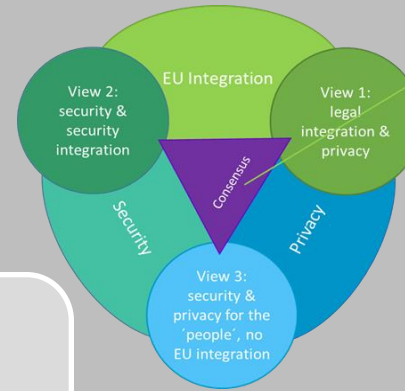 EU Integration
View 2:
security &
security
integration
View 1:
legal
integration &
privacy
Consensus
Security
Privacy
View 3:
security &
privacy for the
´people´, no
EU integration